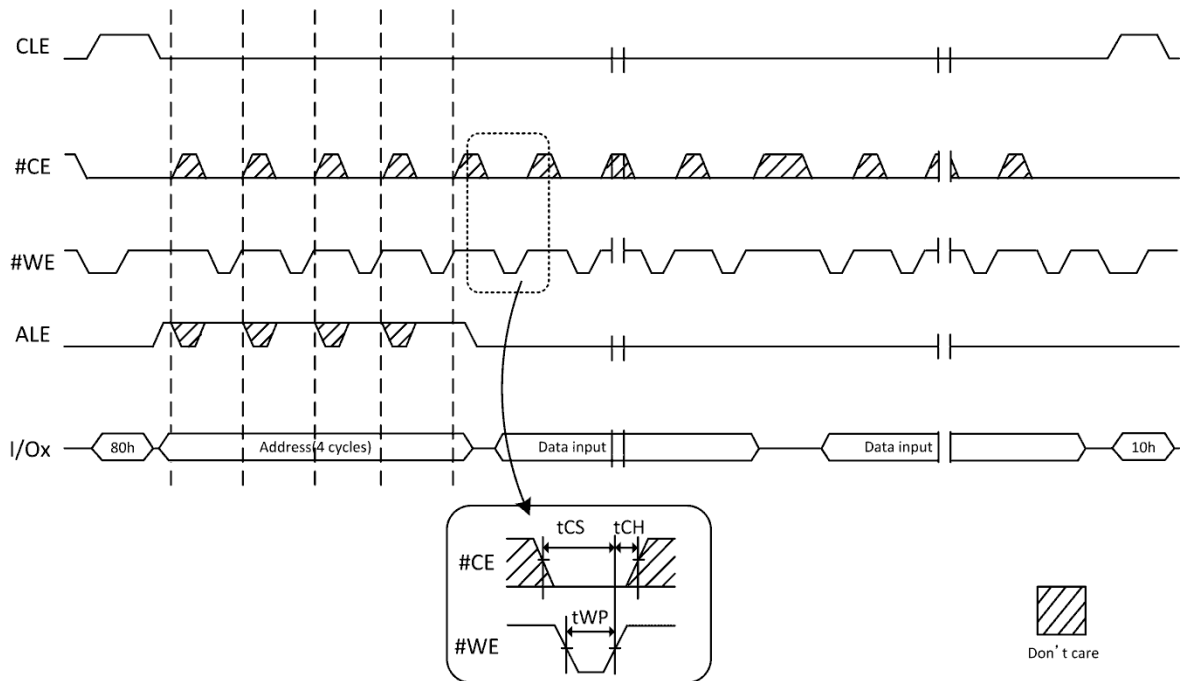 CLE
#CE
#WE
ALE
I/Ox
80h
Address(4 cycles)
Data input
Data input
10h
tCS
tCH
#CE
tWP
#WE
Don't care